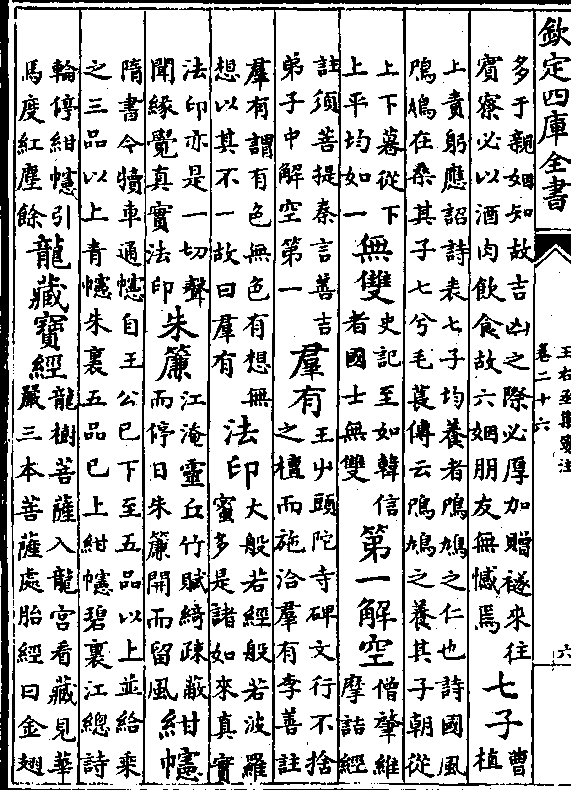 欽定四庫全書
王右丞集箋注
卷二十六
六
多于親姻知故吉凶之際必厚加贈襚來往賓寮必以酒肉飲食故六姻朋友無憾焉七子曹植
上責躬應詔詩表七子均養者鳲鳩之仁也詩國風鳲鳩在桑其子七兮毛萇傳云鳲鳩之養其子朝從
上下暮從下上平均如一無雙史記至如韓信者國士無雙第一解空僧肇維摩詰經
註須菩提秦言善吉弟子中解空第一羣有王屮頭陀寺碑文行不捨之檀而施洽羣有李善註
羣有謂有色無色有想無想以其不一故曰羣有法印大般若經般若波羅蜜多是諸如來真實
法印亦是一切聲聞緣覺真實法印朱簾江淹靈丘竹賦綺疎蔽而停日朱簾開而留風紺幰
隋書令犢車通幰自王公已下至五品以上並給乘之三品以上青幰朱裏五品已上紺幰碧裏江總詩
輪停紺幰引馬度紅塵餘龍藏寶經龍樹菩薩入龍宮看藏見華嚴三本菩薩處胎經曰金翅